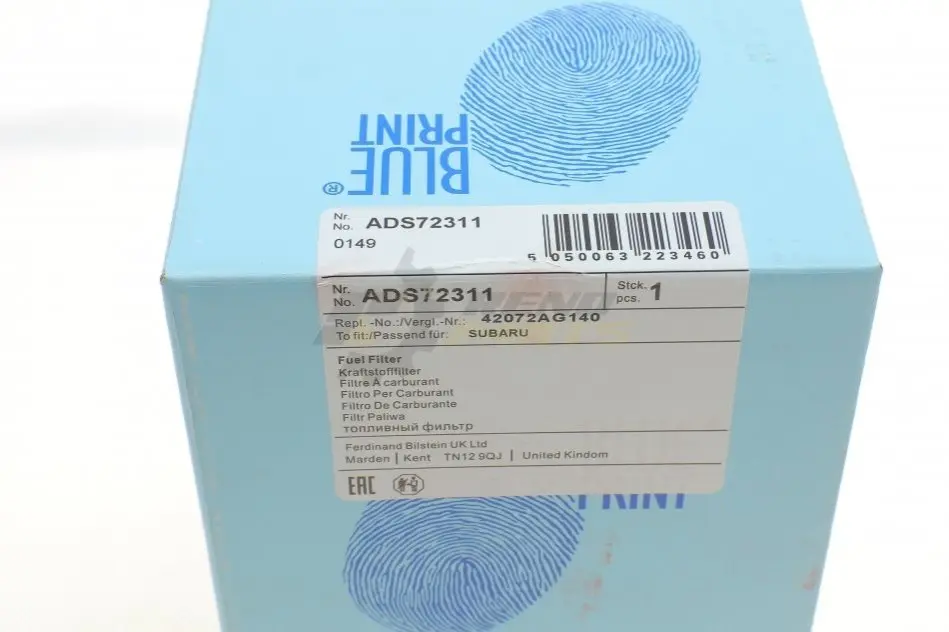 BLUE
PRINT
®
Nr.
No. ADS72311
0149
5 050063 223460
Nr.
No. ADS72311
Stck.
pcs. 1
Repl. -No.:/Vergl.-Nr.: 42072AG140
To fit:/Passend für: SUBARU
Fuel Filter
Kraftstofffilter
Filtre A carburant
Filtro Per Carburant
Filtro De Carburante
Filtr Paliwa
топливный фильтр
Ferdinand Bilstein UK Ltd
Marden | Kent TN12 9QJ | United Kindom
EAC
PRINT